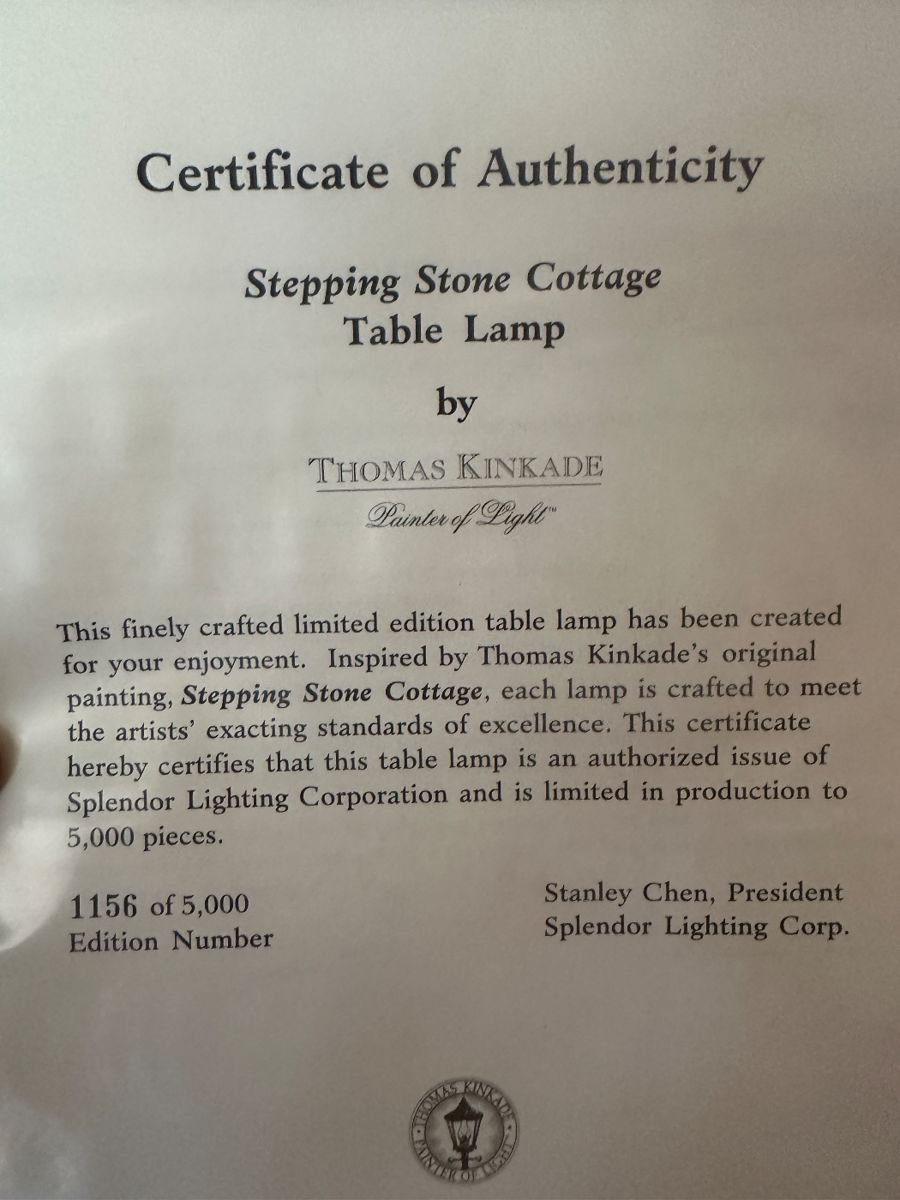 Certificate of Authenticity
Stepping Stone Cottage
Table Lamp
by
THOMAS KINKADE
Painter of Light™
This finely crafted limited edition table lamp has been created
for your enjoyment. Inspired by Thomas Kinkade's original
painting, Stepping Stone Cottage, each lamp is crafted to meet
the artists' exacting standards of excellence. This certificate
hereby certifies that this table lamp is an authorized issue of
Splendor Lighting Corporation and is limited in production to
5,000 pieces.
1156 of 5,000
Edition Number
Stanley Chen, President
Splendor Lighting Corp.
THOMAS KINKADE
PAINTER OF LIGHT